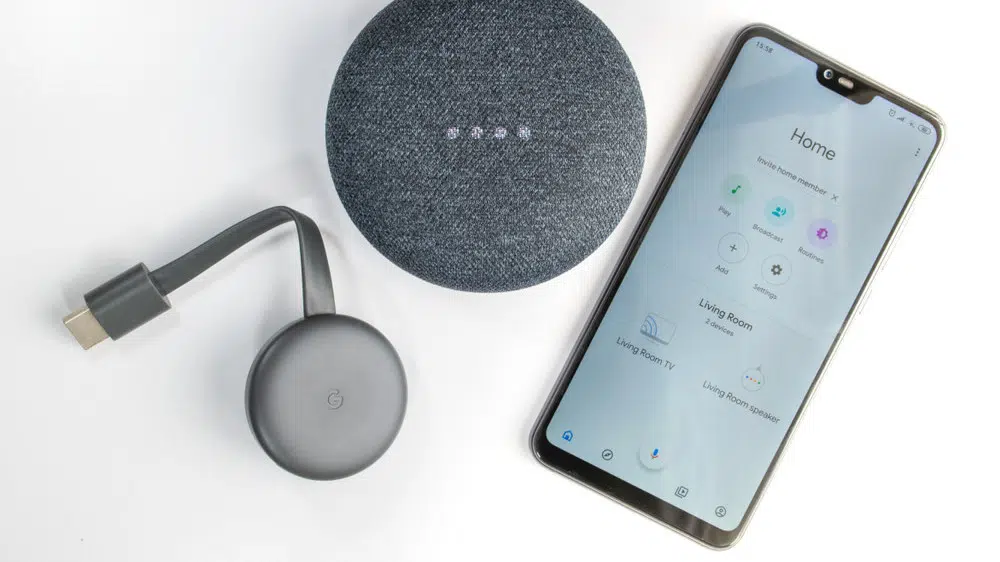 G
15:58
Home
Invite home member ×
Play
Broadcast
Routines
Add
Settings
Living Room
2 devices
Living Room TV
Living Room speaker